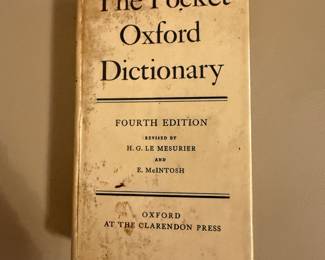 The Pocket
Oxford
Dictionary
FOURTH EDITION
REVISED BY
H. G. LE MESURIER
AND
E. McINTOSH
OXFORD
AT THE CLARENDON PRESS